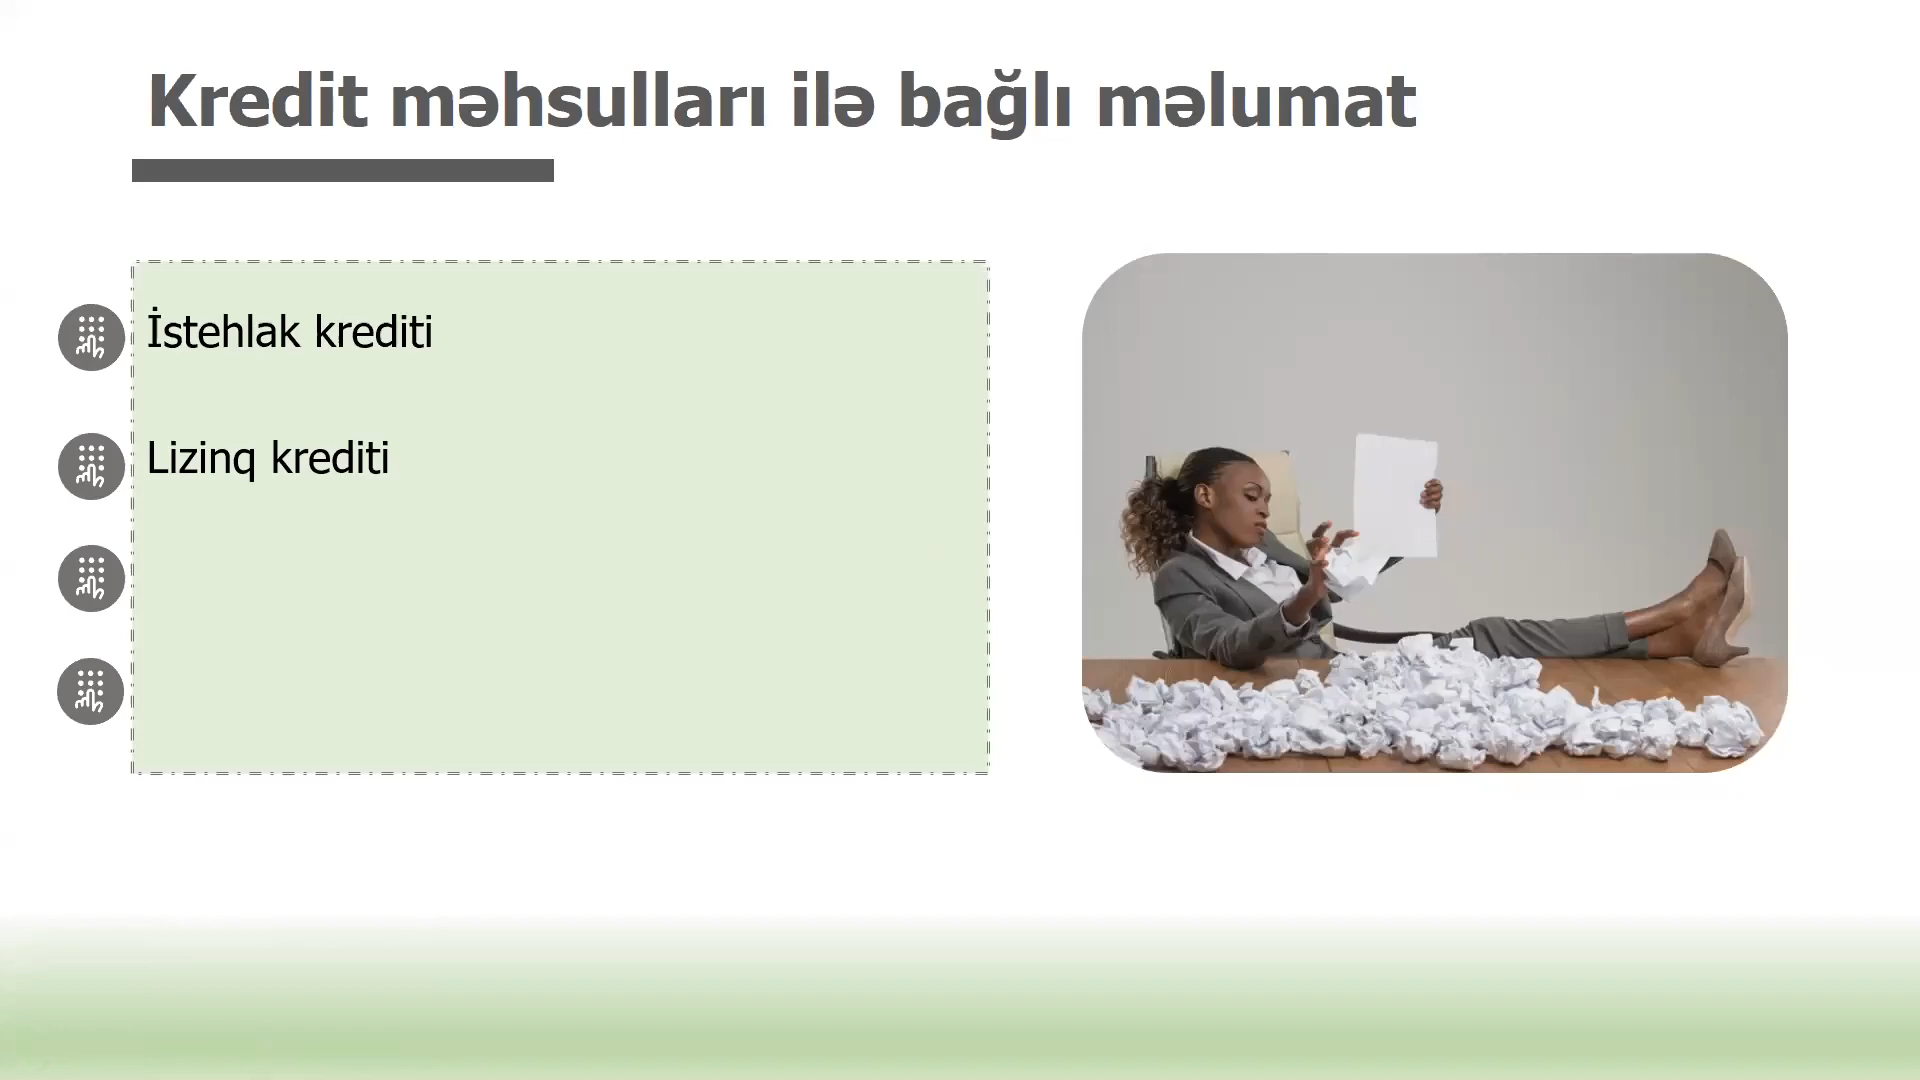 Kredit məhsulları ilə bağlı məlumat
İstehlak krediti
Lizinq krediti